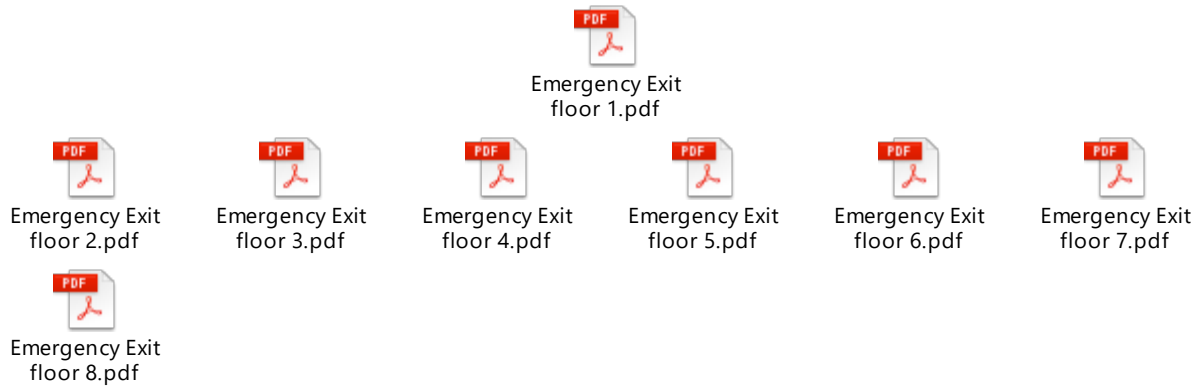 PDF
Emergency Exit
floor 1.pdf
PDF
Emergency Exit
floor 2.pdf
PDF
Emergency Exit
floor 3.pdf
PDF
Emergency Exit
floor 4.pdf
PDF
Emergency Exit
floor 5.pdf
PDF
Emergency Exit
floor 6.pdf
PDF
Emergency Exit
floor 7.pdf
PDF
Emergency Exit
floor 8.pdf